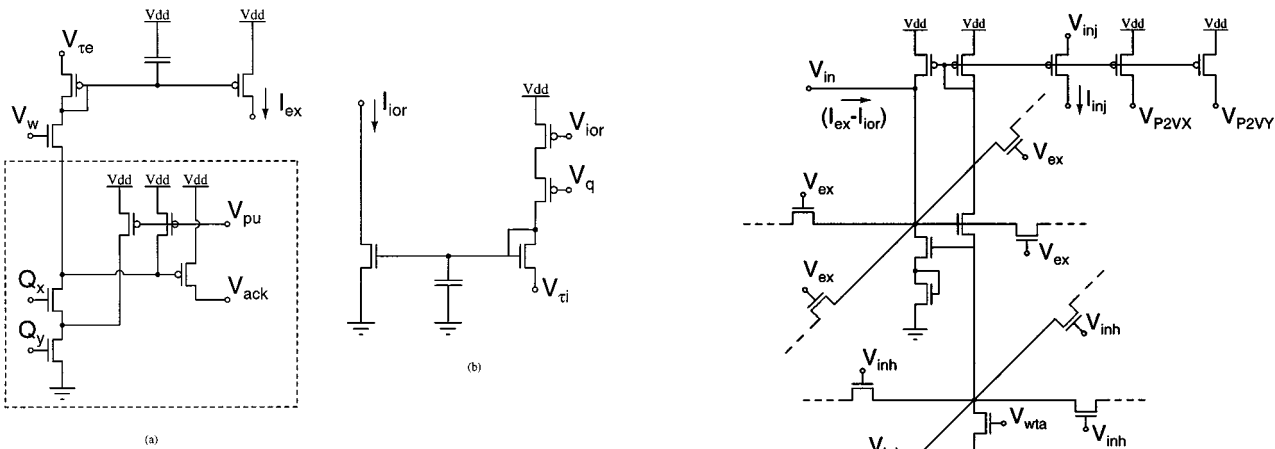 Vdd
Vτe
Iex
Vw
Vdd Vdd Vdd
Vpu
Qx
Vack
Qy
(a)
Vdd
Iior
Vdd
Vior
Vq
Vτi
(b)
Vdd Vdd Vinj Vdd Vdd
Vin
(Iex-Iior)
Iinj
VP2VX VP2VY
Vex
Vex
Vex
Vex
Vinh
Vinh
Vwta
Vinh